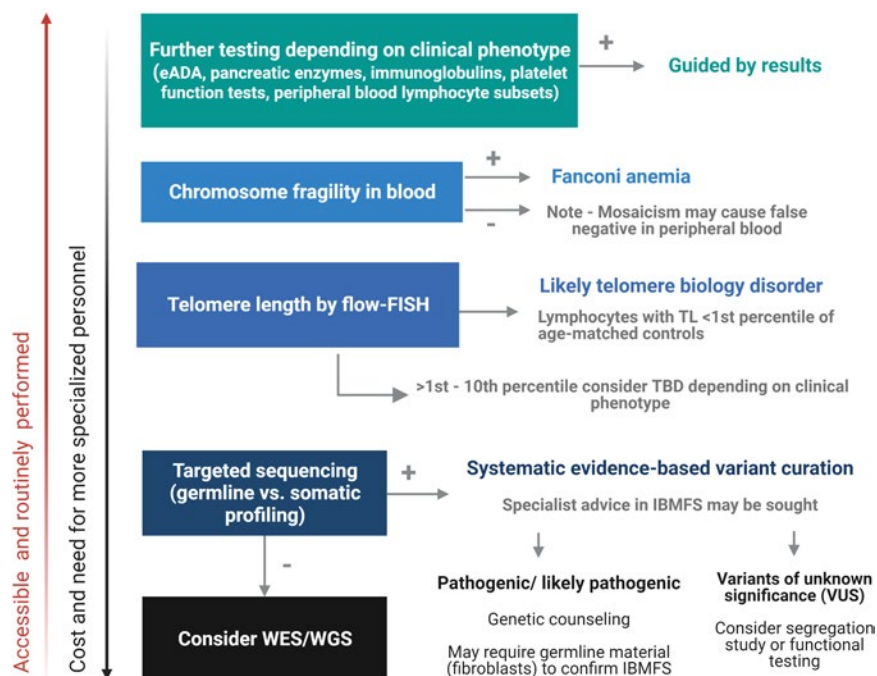 Further testing depending on clinical phenotype
(eADA, pancreatic enzymes, immunoglobulins, platelet
function tests, peripheral blood lymphocyte subsets)
+
Guided by results
Chromosome fragility in blood
+
Fanconi anemia
-
Note - Mosaicism may cause false
negative in peripheral blood
Telomere length by flow-FISH
Likely telomere biology disorder
Lymphocytes with TL <1st percentile of
age-matched controls
>1st - 10th percentile consider TBD depending on clinical
phenotype
Targeted sequencing
(germline vs. somatic
profiling)
+
Systematic evidence-based variant curation
Specialist advice in IBMFS may be sought
-
Pathogenic/ likely pathogenic
Genetic counseling
May require germline material
(fibroblasts) to confirm IBMFS
Variants of unknown
significance (VUS)
Consider segregation
study or functional
testing
Consider WES/WGS
Accessible and routinely performed
Cost and need for more specialized personnel